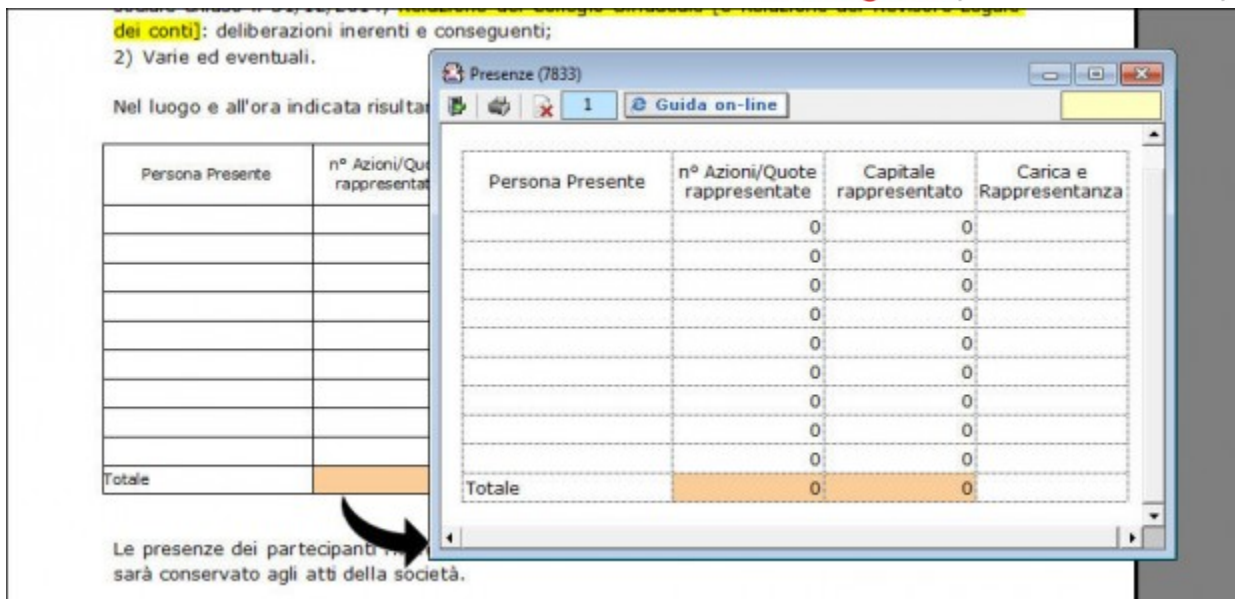 dei conti]: deliberazioni inerenti e conseguenti;
2) Varie ed eventuali.
Nel luogo e all'ora indicata
Persona Presente
n° Azioni/
Totale
Le presenze dei partecipanti
sarà conservato agli atti della società.
Presenze (7833)
1
Guida on-line
Persona Presente n° Azioni/Quote rappresentate Capitale rappresentato Carica e Rappresentanza
0 0
0 0
0 0
0 0
0 0
0 0
0 0
0 0
0 0
Totale 0 0